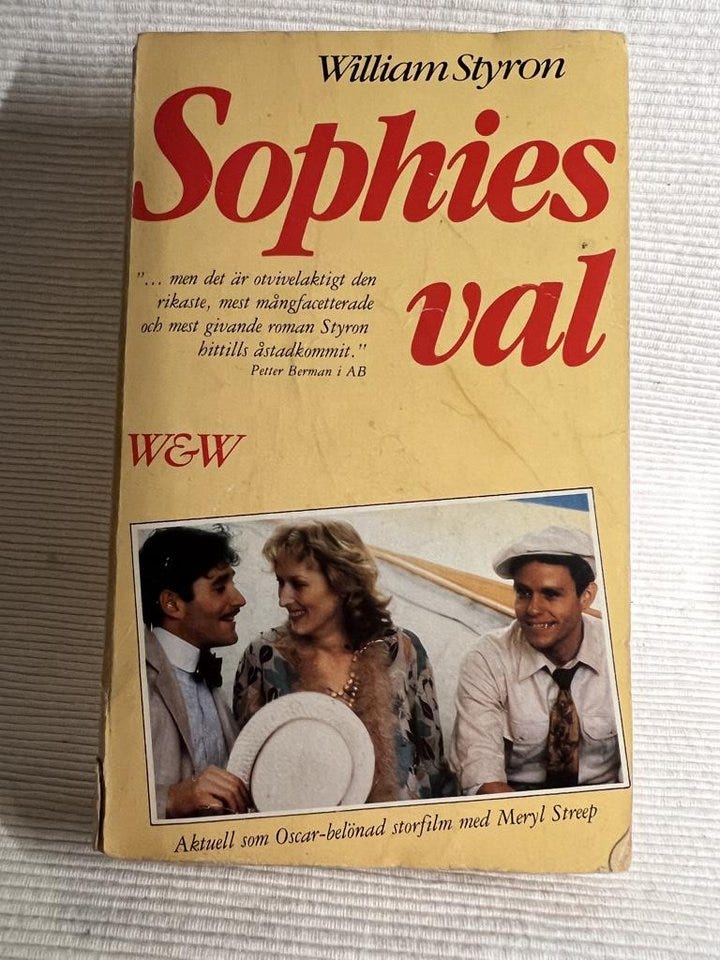 William Styron
Sophies
val
"... men det är otvivelaktigt den
rikaste, mest mångfacetterade
och mest givande roman Styron
hittills åstadkommit."
Petter Berman i AB
W&W
Aktuell som Oscar-belönad storfilm med Meryl Streep